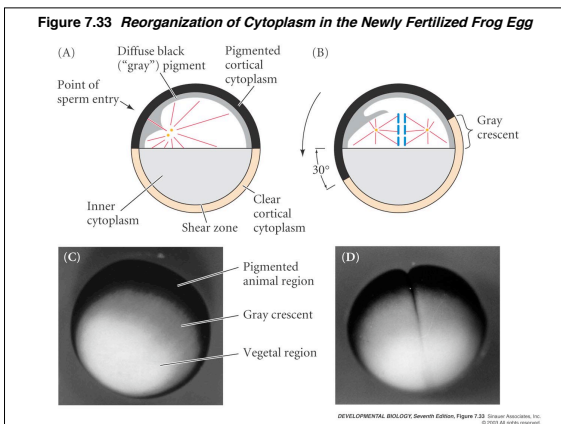 Figure 7.33 Reorganization of Cytoplasm in the Newly Fertilized Frog Egg
(A)
Diffuse black
("gray") pigment
Pigmented
cortical
cytoplasm
Point of
sperm entry
Inner
cytoplasm
Shear zone
Clear
cortical
cytoplasm
(B)
Gray
crescent
30°
(C)
Pigmented
animal region
Gray crescent
Vegetal region
(D)
DEVELOPMENTAL BIOLOGY, Seventh Edition, Figure 7.33 Sinauer Associates, Inc.
© 2003 All rights reserved.